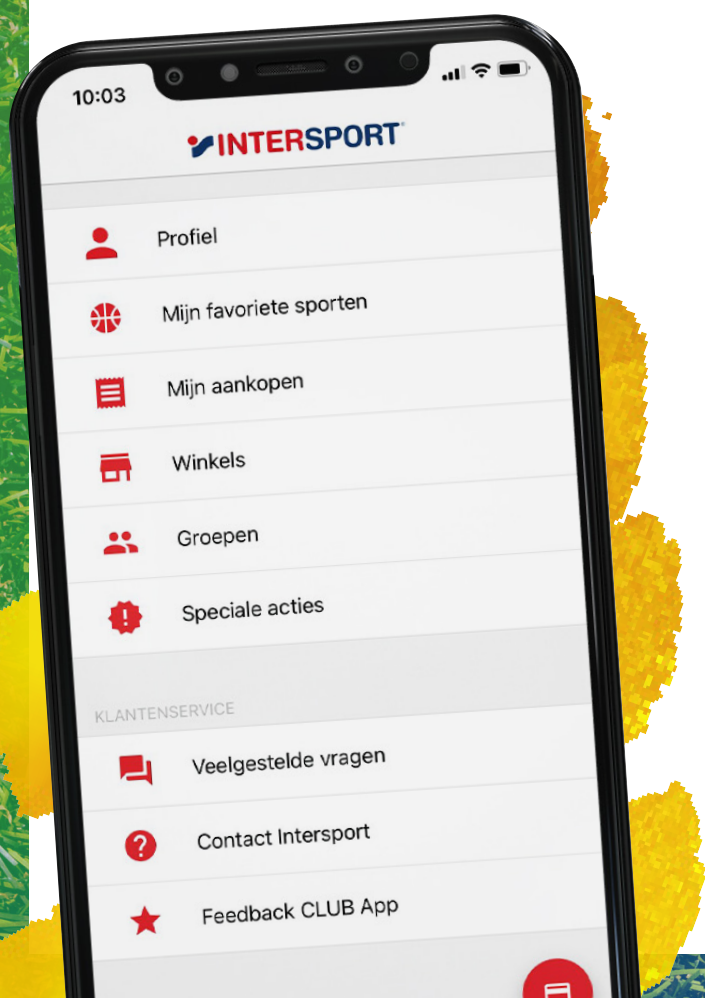 10:03
INTERSPORT
Profiel
Mijn favoriete sporten
Mijn aankopen
Winkels
Groepen
Speciale acties
KLANTENSERVICE
Veelgestelde vragen
Contact Intersport
Feedback CLUB App